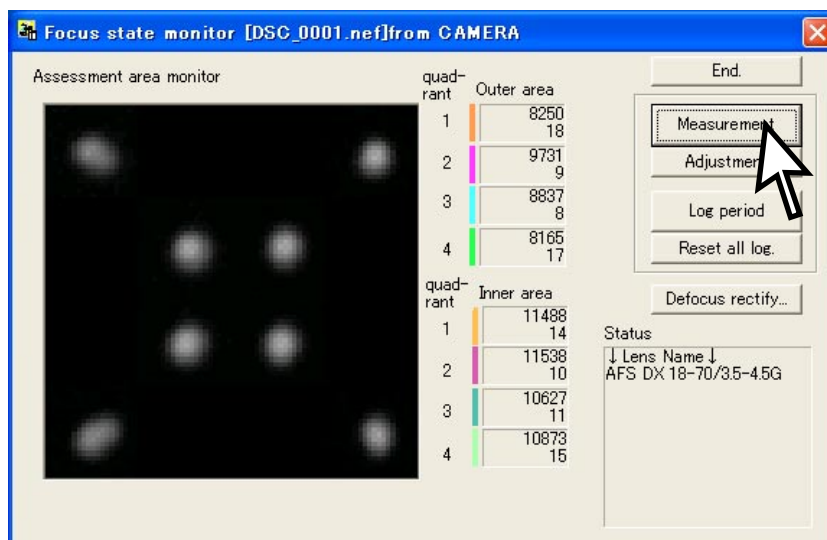 Focus state monitor [DSC_0001.nef]from CAMERA
Assessment area monitor
quad-
rant
Outer area
1
8250
18
2
9731
9
3
8837
8
4
8165
17
quad-
rant
Inner area
1
11488
14
2
11538
10
3
10627
11
4
10873
15
End.
Measurement
Log period
Reset all log.
Defocus rectify...
Status
↓Lens Name↓
AFS DX 18-70/3.5-4.5G